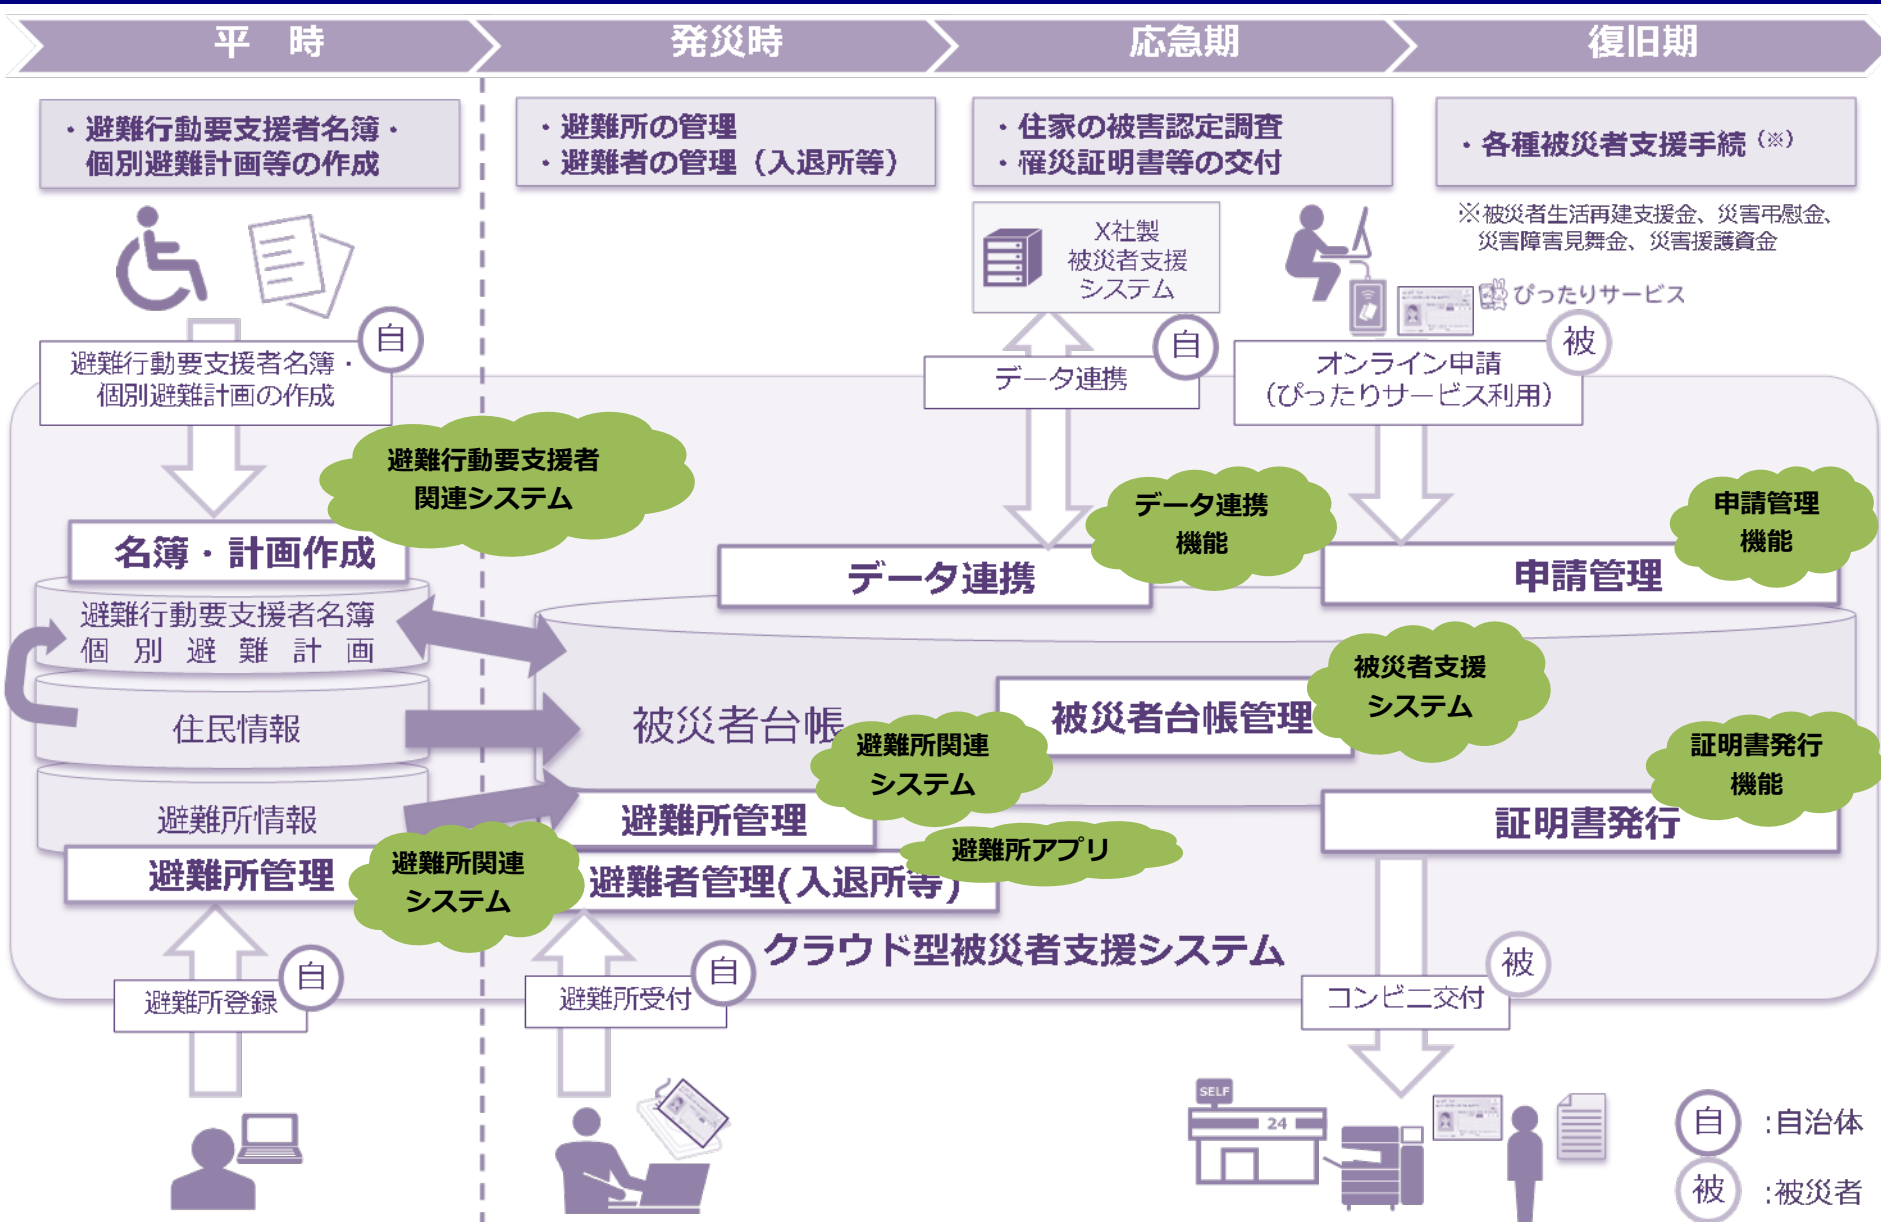 平　時
発災時
応急期
復旧期
・避難行動要支援者名簿・
個別避難計画等の作成
・避難所の管理
・避難者の管理（入退所等）
・住家の被害認定調査
・罹災証明書等の交付
・各種被災者支援手続（※）
※被災者生活再建支援金、災害弔慰金、
災害障害見舞金、災害援護資金
X社製
被災者支援
システム
ぴったりサービス
自
避難行動要支援者名簿・
個別避難計画の作成
自
データ連携
被
オンライン申請
（ぴったりサービス利用）
避難行動要支援者
関連システム
データ連携
機能
申請管理
機能
名簿・計画作成
データ連携
申請管理
避難行動要支援者名簿
個別避難計画
住民情報
避難所情報
被災者台帳
被災者台帳管理
被災者支援
システム
避難所関連
システム
証明書発行
機能
避難所管理
避難所アプリ
証明書発行
避難所管理
避難所関連
システム
避難者管理(入退所等)
クラウド型被災者支援システム
自
避難所登録
自
避難所受付
被
コンビニ交付
SELF
24
自 :自治体
被 :被災者